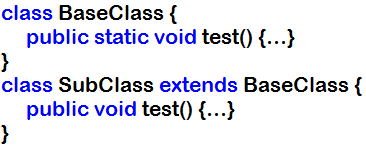 class BaseClass {
public static void test() {...}
}
class SubClass extends BaseClass {
public void test() {...}
}